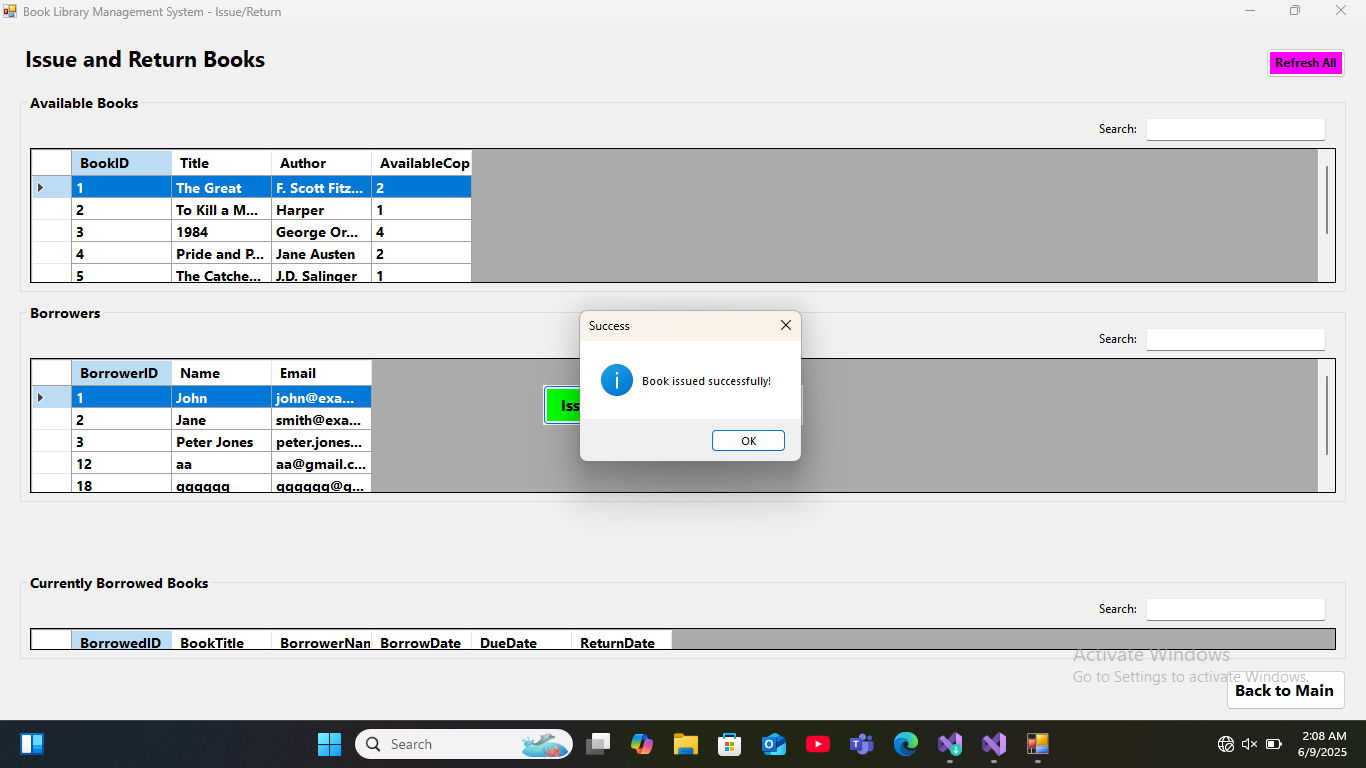 Book Library Management System - Issue/Return
Issue and Return Books
Refresh All
Available Books
Search:
BookID Title Author AvailableCop
1 The Great F. Scott Fitz... 2
2 To Kill a M... Harper 1
3 1984 George Or... 4
4 Pride and P... Jane Austen 2
5 The Catche... J.D. Salinger 1
Borrowers
Search:
BorrowerID Name Email
1 John john@exa...
2 Jane smith@exa...
3 Peter Jones peter.jones...
12 aa aa@gmail.c...
18 qqqqqq qqqqqq@g...
Iss
Success
Book issued successfully!
OK
Currently Borrowed Books
Search:
BorrowedID BookTitle BorrowerNan BorrowDate DueDate ReturnDate
Activate Windows
Go to Settings to activate Windows.
Back to Main
Search
2:08 AM
6/9/2025